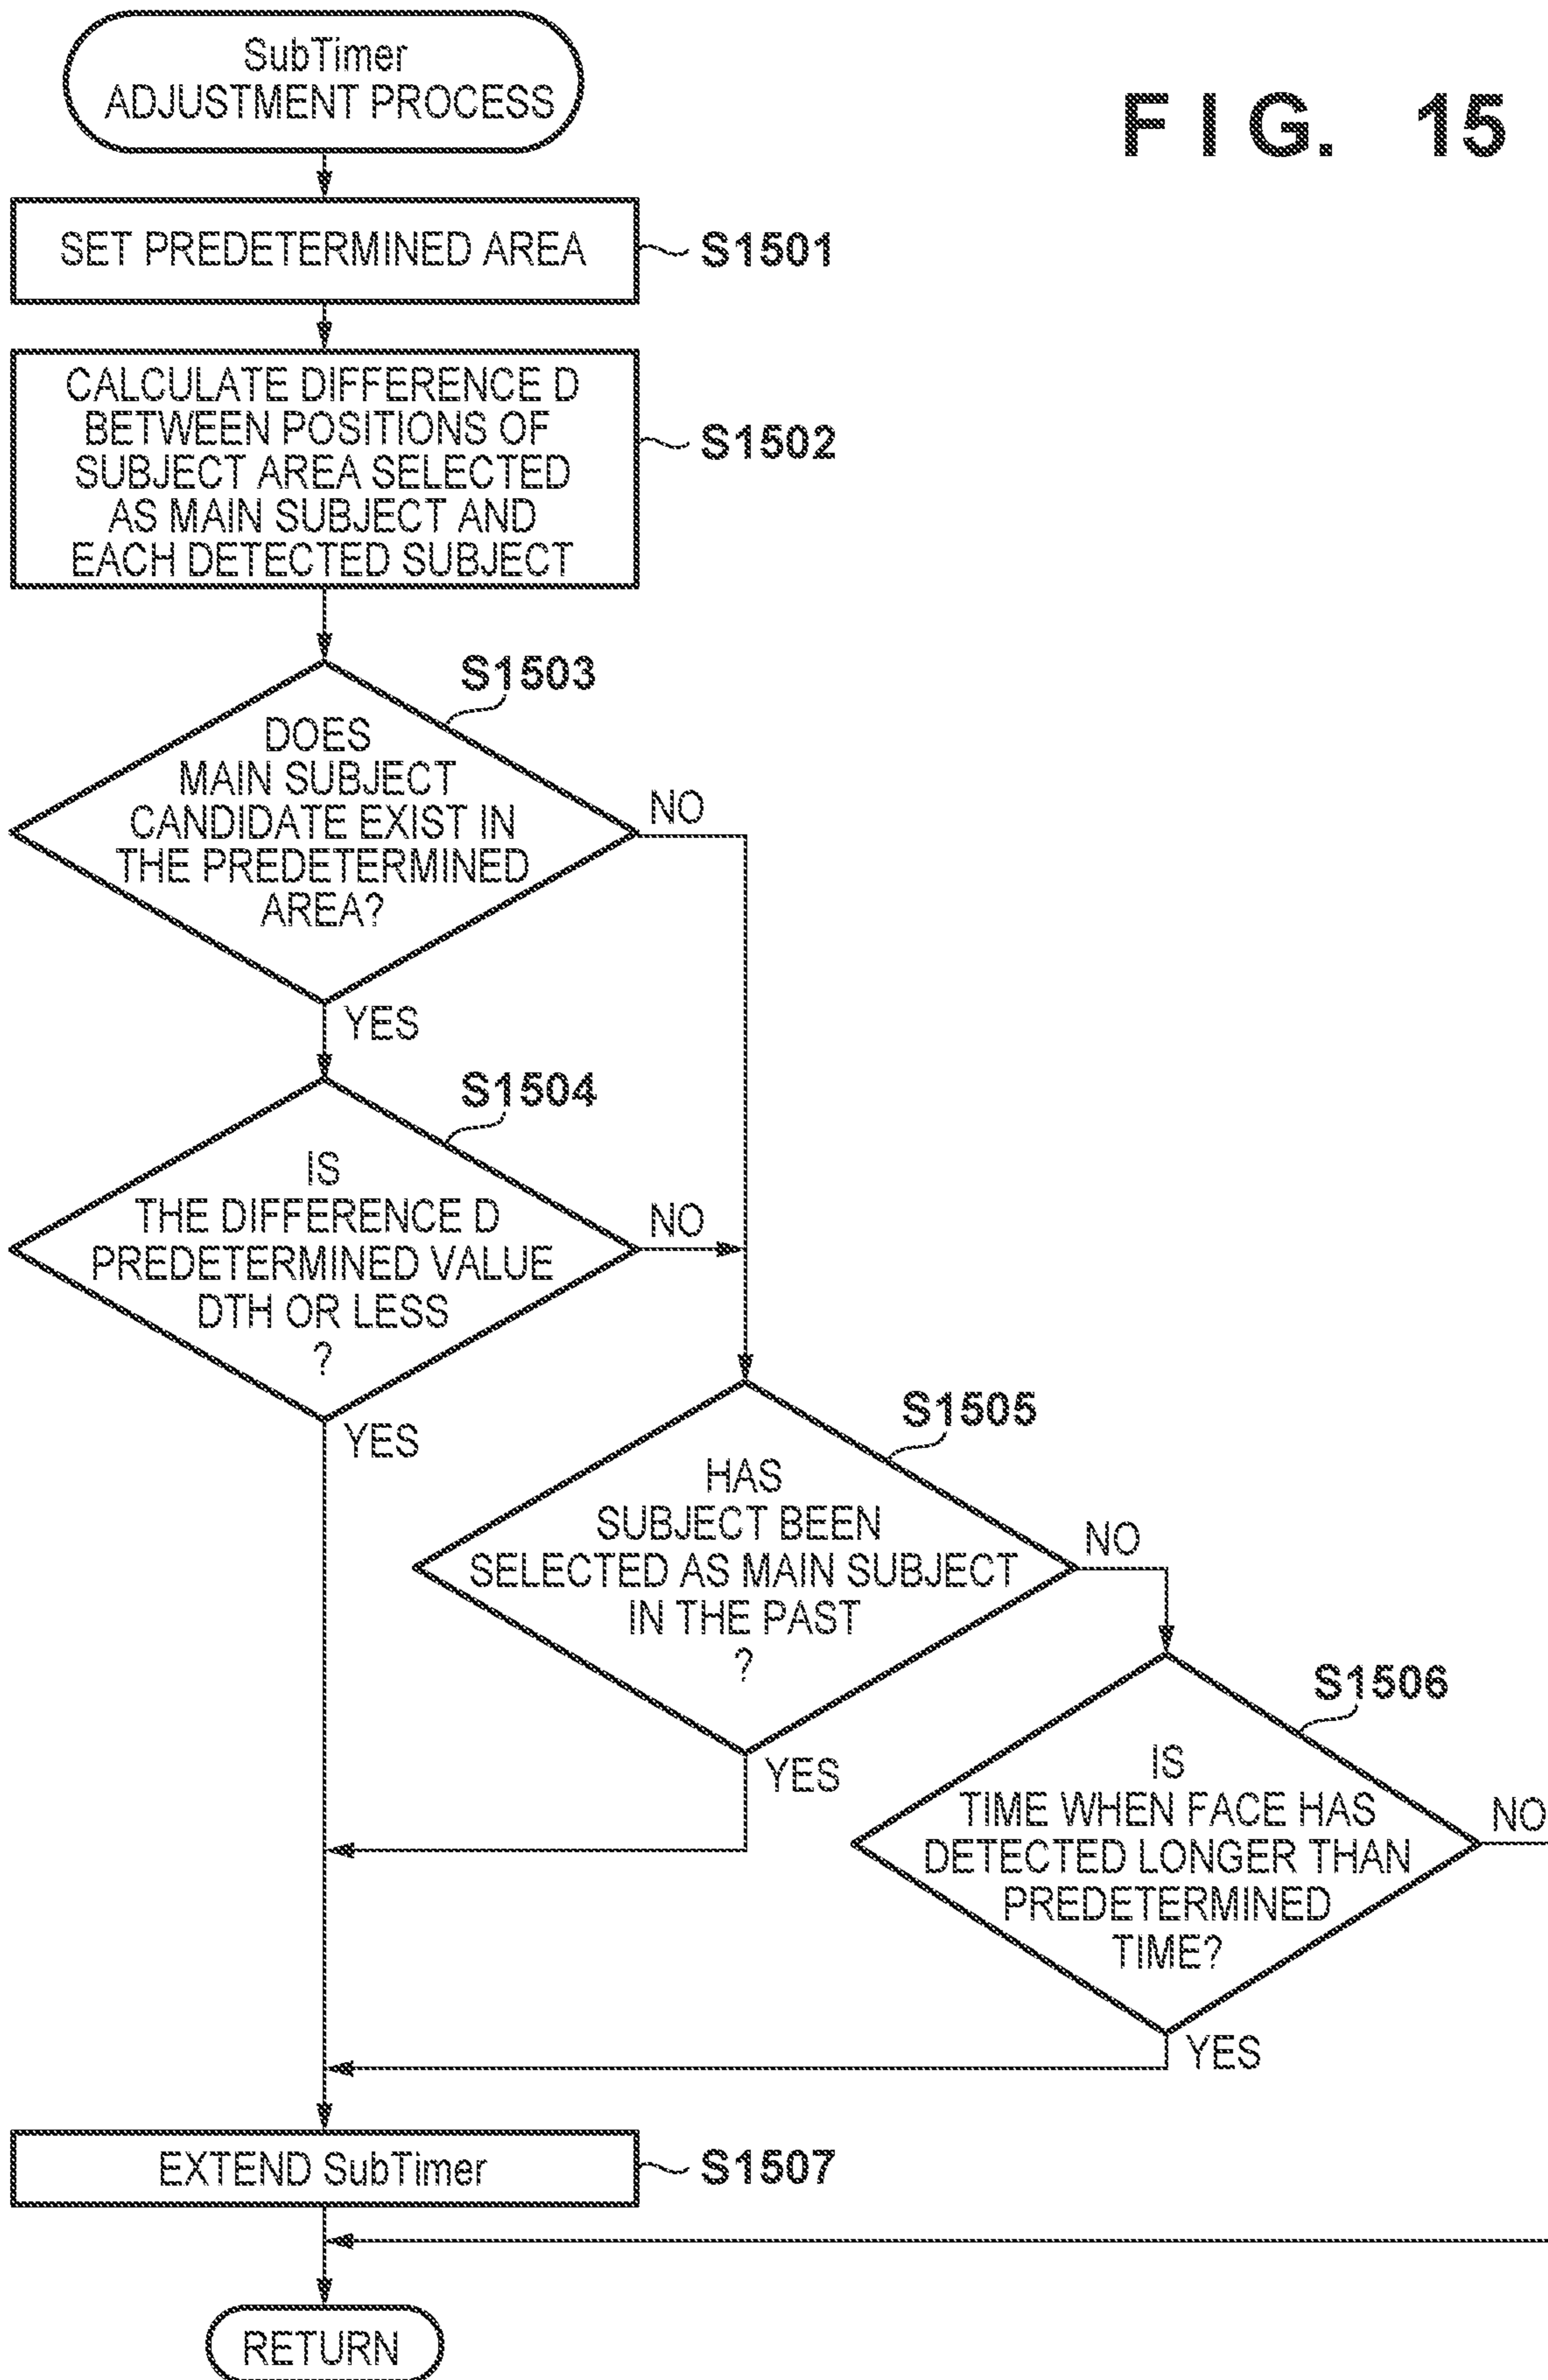 SubTimer
ADJUSTMENT PROCESS
FIG. 15
SET PREDETERMINED AREA
S1501
CALCULATE DIFFERENCE D
BETWEEN POSITIONS OF
SUBJECT AREA SELECTED
AS MAIN SUBJECT AND
EACH DETECTED SUBJECT
S1502
S1503
DOES
MAIN SUBJECT
CANDIDATE EXIST IN
THE PREDETERMINED
AREA?
NO
YES
S1504
IS
THE DIFFERENCE D
PREDETERMINED VALUE
DTH OR LESS
?
NO
YES
S1505
HAS
SUBJECT BEEN
SELECTED AS MAIN SUBJECT
IN THE PAST
?
NO
YES
S1506
IS
TIME WHEN FACE HAS
DETECTED LONGER THAN
PREDETERMINED
TIME?
NO
YES
EXTEND SubTimer
S1507
RETURN